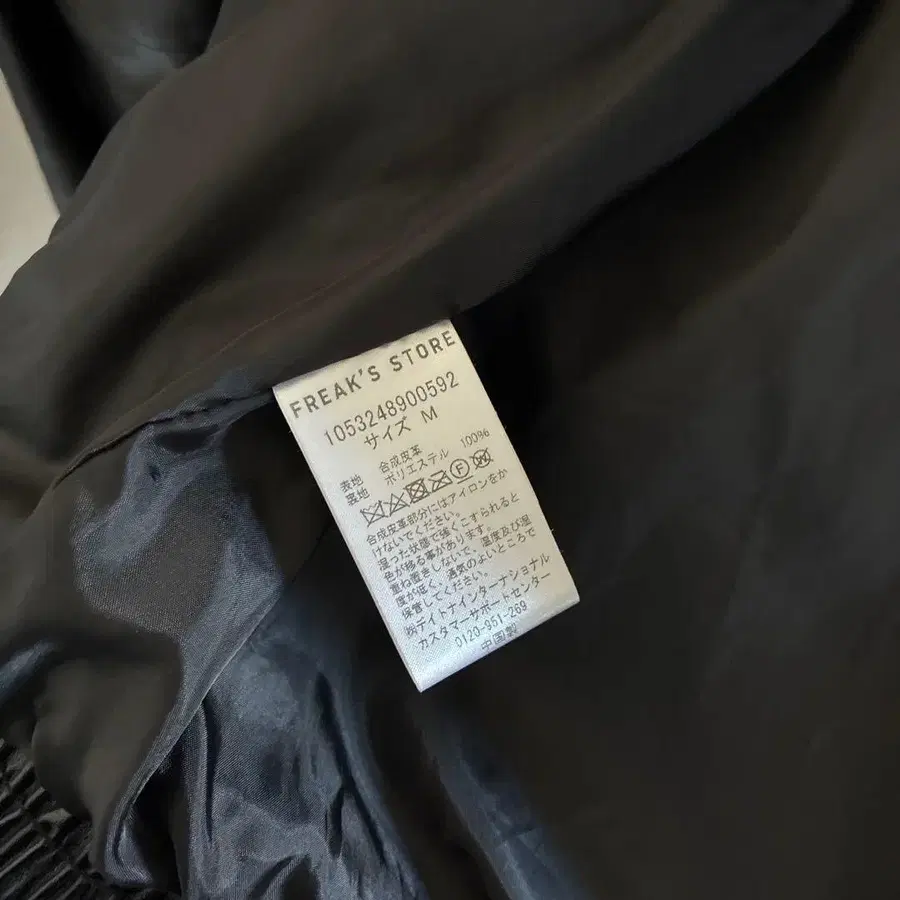 FREAK'S STORE
1053248900592
サイズ M
表地 合成皮革
裏地 ポリエステル 100%
F W
合成皮革部分にはアイロンをか
けないでください。
湿った状態で強くこすられると
色が移る事があります。
重ね置きしないで、温度及び湿
度が低く、通気のよいところで
保管してください。
㈱デイトナインターナショナル
カスタマーサポートセンター
0120-951-269
中国製